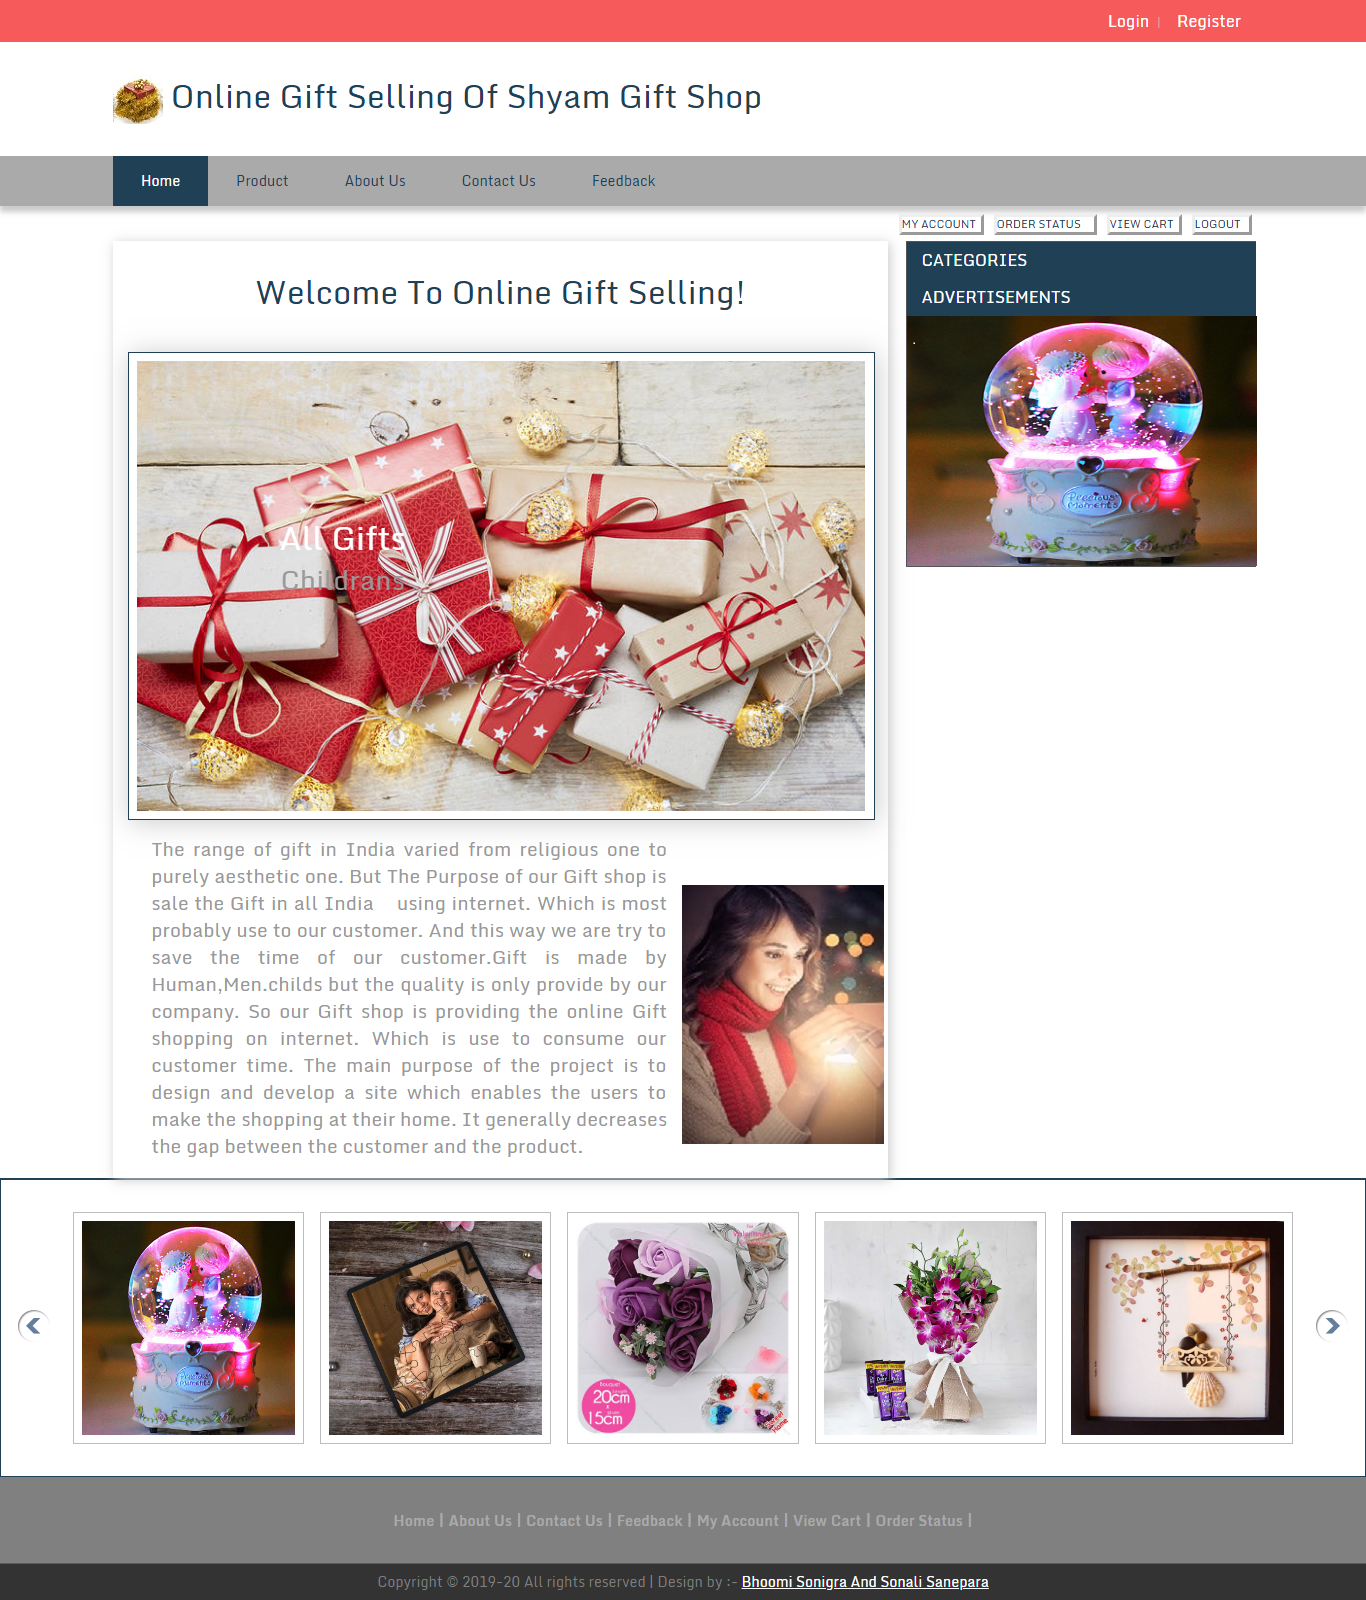 Login | Register
Online Gift Selling Of Shyam Gift Shop
Home Product About Us Contact Us Feedback
MY ACCOUNT ORDER STATUS VIEW CART LOGOUT
Welcome To Online Gift Selling!
CATEGORIES
ADVERTISEMENTS
Precious
Moments
All Gifts
Childrans
The range of gift in India varied from religious one to
purely aesthetic one. But The Purpose of our Gift shop is
sale the Gift in all India using internet. Which is most
probably use to our customer. And this way we are try to
save the time of our customer.Gift is made by
Human,Men.childs but the quality is only provide by our
company. So our Gift shop is providing the online Gift
shopping on internet. Which is use to consume our
customer time. The main purpose of the project is to
design and develop a site which enables the users to
make the shopping at their home. It generally decreases
the gap between the customer and the product.
Precious
Moments
BOUQUET
20cm
x
15cm
Home | About Us | Contact Us | Feedback | My Account | View Cart | Order Status |
Copyright © 2019-20 All rights reserved | Design by :- Bhoomi Sonigra And Sonali Sanepara